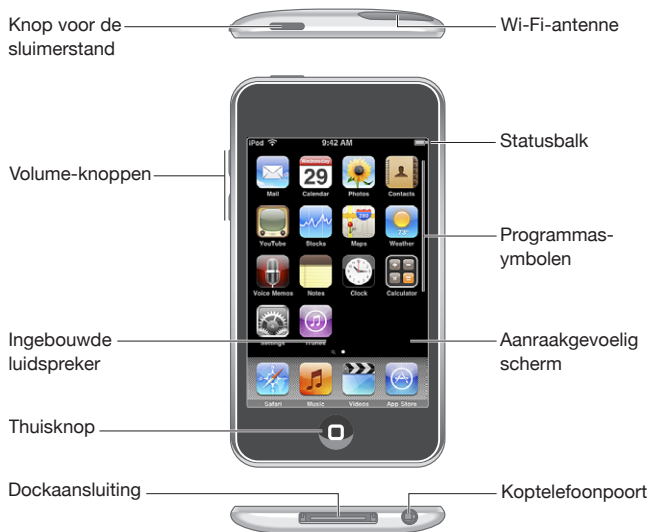 Knop voor de
sluimerstand
Wi-Fi-antenne
iPod 9:42 AM
Statusbalk
Volume-knoppen
Wednesday
29
Mail Calendar Photos Contacts
280
73°
YouTube Stocks Maps Weather
Programmas-
ymbolen
Voice Memos Notes Clock Calculator
Ingebouwde
luidspreker
Settings iTunes
Aanraakgevoelig
scherm
Safari Music Videos App Store
Thuisknop
Dockaansluiting
Koptelefoonpoort